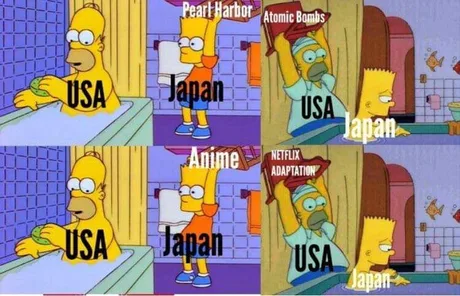 Pearl Harbor
Atomic Bombs
USA
Japan
USA
Japan
Anime
NETFLIX
ADAPTATION
USA
Japan
USA
Japan